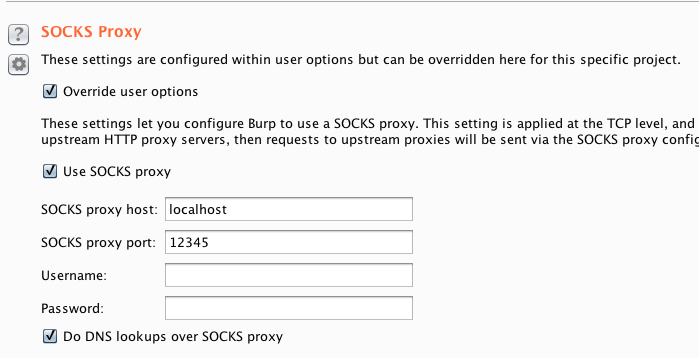 SOCKS Proxy
These settings are configured within user options but can be overridden here for this specific project.
Override user options
These settings let you configure Burp to use a SOCKS proxy. This setting is applied at the TCP level, and
upstream HTTP proxy servers, then requests to upstream proxies will be sent via the SOCKS proxy config
Use SOCKS proxy
SOCKS proxy host: localhost
SOCKS proxy port: 12345
Username:
Password:
Do DNS lookups over SOCKS proxy